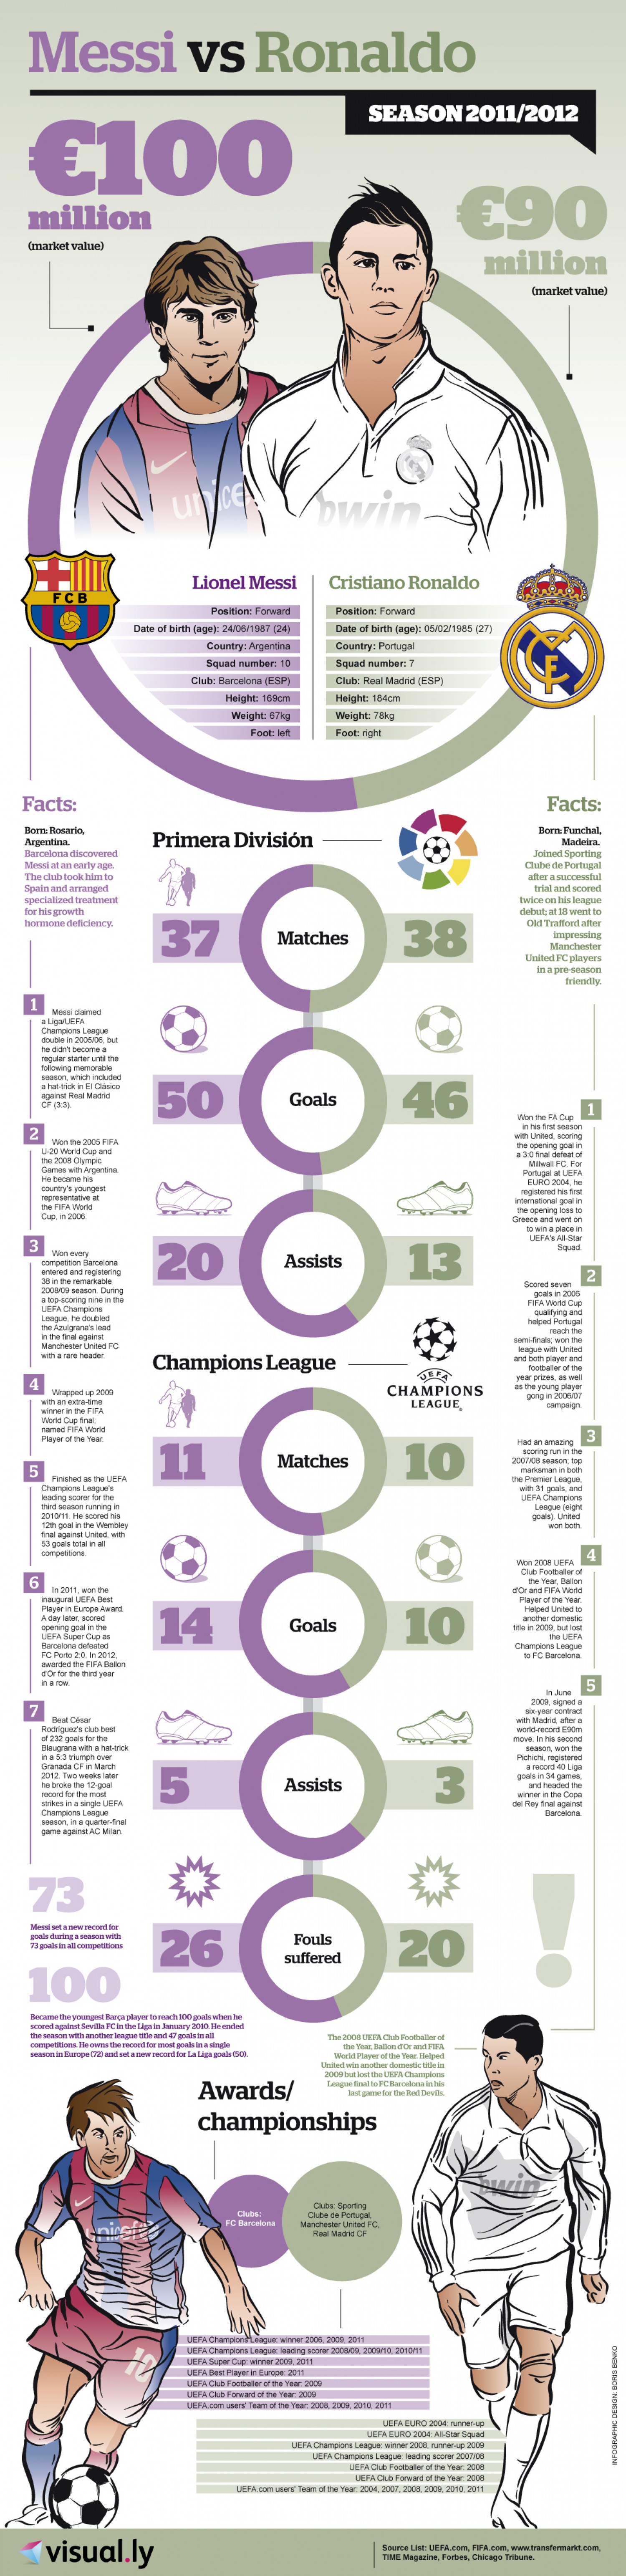 Messi vs Ronaldo
SEASON 2011/2012
€100
million
(market value)
€90
million
(market value)
unice
bwin
FCB
Lionel Messi
Position: Forward
Date of birth (age): 24/06/1987 (24)
Country: Argentina
Squad number: 10
Club: Barcelona (ESP)
Height: 169cm
Weight: 67kg
Foot: left
Cristiano Ronaldo
Position: Forward
Date of birth (age): 05/02/1985 (27)
Country: Portugal
Squad number: 7
Club: Real Madrid (ESP)
Height: 184cm
Weight: 78kg
Foot: right
Facts:
Born: Rosario,
Argentina.
Barcelona discovered
Messi at an early age.
The club took him to
Spain and arranged
specialized treatment
for his growth
hormone deficiency.
1
Messi claimed
a Liga/UEFA
Champions League
double in 2005/06, but
he didn't become a
regular starter until the
following memorable
season, which included
a hat-trick in El Clásico
against Real Madrid
CF (3:3).
2
Won the 2005 FIFA
U-20 World Cup and
the 2008 Olympic
Games with Argentina.
He became his
country's youngest
representative at
the FIFA World
Cup, in 2006.
3
Won every
competition Barcelona
entered and registering
38 in the remarkable
2008/09 season. During
a top-scoring nine in the
UEFA Champions
League, he doubled
the Azulgrana's lead
in the final against
Manchester United FC
with a rare header.
4
Wrapped up 2009
with an extra-time
winner in the FIFA
World Cup final;
named FIFA World
Player of the Year.
5
Finished as the UEFA
Champions League's
leading scorer for the
third season running in
2010/11. He scored his
12th goal in the Wembley
final against United, with
53 goals total in all
competitions.
6
In 2011, won the
inaugural UEFA Best
Player in Europe Award.
A day later, scored
opening goal in the
UEFA Super Cup as
Barcelona defeated
FC Porto 2:0. In 2012,
awarded the FIFA Ballon
d'Or for the third year
in a row.
7
Beat César
Rodríguez's club best
of 232 goals for the
Blaugrana with a hat-trick
in a 5:3 triumph over
Granada CF in March
2012. Two weeks later
he broke the 12-goal
record for the most
strikes in a single UEFA
Champions League
season, in a quarter-final
game against AC Milan.
73
Messi set a new record for
goals during a season with
73 goals in all competitions
100
Became the youngest Barça player to reach 100 goals when he
scored against Sevilla FC in the Liga in January 2010. He ended
the season with another league title and 47 goals in all
competitions. He owns the record for most goals in a single
season in Europe (72) and set a new record for La Liga goals (50).
Primera División
37 Matches 38
50 Goals 46
20 Assists 13
Champions League
UEFA
CHAMPIONS
LEAGUE
11 Matches 10
14 Goals 10
5 Assists 3
26 Fouls
suffered 20
Facts:
Born: Funchal,
Madeira.
Joined Sporting
Clube de Portugal
after a successful
trial and scored
twice on his league
debut; at 18 went to
Old Trafford after
impressing
Manchester
United FC players
in a pre-season
friendly.
1
Won the FA Cup
in his first season
with United, scoring
the opening goal in
a 3:0 final defeat of
Millwall FC. For
Portugal at UEFA
EURO 2004, he
registered his first
international goal in
the opening loss to
Greece and went on
to win a place in
UEFA's All-Star
Squad.
2
Scored seven
goals in 2006
FIFA World Cup
qualifying and
helped Portugal
reach the
semi-finals; won the
league with United
and both player and
footballer of the
year prizes, as well
as the young player
gong in 2006/07
campaign.
3
Had an amazing
scoring run in the
2007/08 season; top
marksman in both
the Premier League,
with 31 goals, and
UEFA Champions
League (eight
goals). United
won both.
4
Won 2008 UEFA
Club Footballer of
the Year, Ballon
d'Or and FIFA World
Player of the Year.
Helped United to
another domestic
title in 2009, but lost
the UEFA
Champions League
to FC Barcelona.
5
In June
2009, signed a
six-year contract
with Madrid, after a
world-record E90m
move. In his second
season, won the
Pichichi, registered
a record 40 Liga
goals in 34 games,
and headed the
winner in the Copa
del Rey final against
Barcelona.
!
The 2008 UEFA Club Footballer of
the Year, Ballon d'Or and FIFA
World Player of the Year. Helped
United win another domestic title in
2009 but lost the UEFA Champions
League final to FC Barcelona in his
last game for the Red Devils.
Awards/
championships
Clubs:
FC Barcelona
Clubs: Sporting
Clube de Portugal,
Manchester United FC,
Real Madrid CF
unicef
bwin
10
UEFA Champions League: winner 2006, 2009, 2011
UEFA Champions League: leading scorer 2008/09, 2009/10, 2010/11
UEFA Super Cup: winner 2009, 2011
UEFA Best Player in Europe: 2011
UEFA Club Footballer of the Year: 2009
UEFA Club Forward of the Year: 2009
UEFA.com users' Team of the Year: 2008, 2009, 2010, 2011
UEFA EURO 2004: runner-up
UEFA EURO 2004: All-Star Squad
UEFA Champions League: winner 2008, runner-up 2009
UEFA Champions League: leading scorer 2007/08
UEFA Club Footballer of the Year: 2008
UEFA Club Forward of the Year: 2008
UEFA.com users' Team of the Year: 2004, 2007, 2008, 2009, 2010, 2011
INFOGRAPHIC DESIGN: BORIS BENKO
visual.ly
Source List: UEFA.com, FIFA.com, www.transfermarkt.com,
TIME Magazine, Forbes, Chicago Tribune.